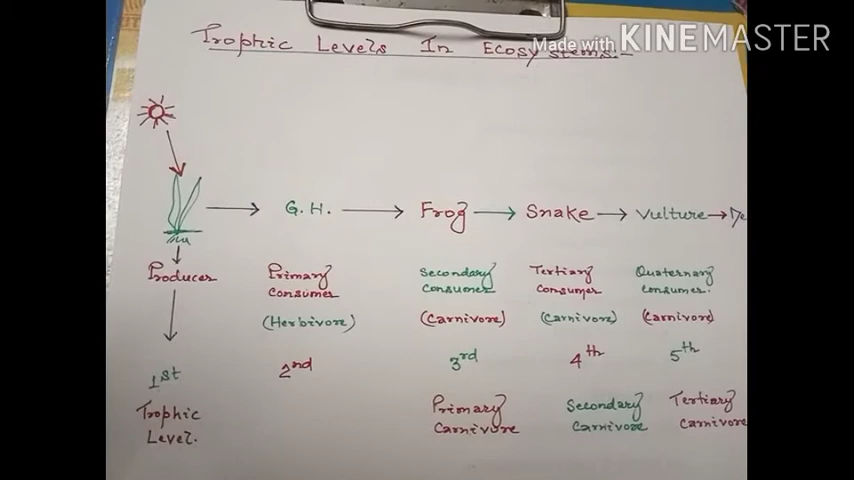 Trophic Levels In Ecosystems:-
Made with KINEMASTER
G.H. Frog Snake Vulture De
Producer
Primary Consumer
(Herbivore)
Secondary Consumer
(Carnivore)
Tertiary Consumer
(Carnivore)
Quaternary Consumer.
(Carnivore)
1st
Trophic
Level.
2nd
3rd
4th
5th
Primary
Carnivore
Secondary
Carnivore
Tertiary
Carnivore